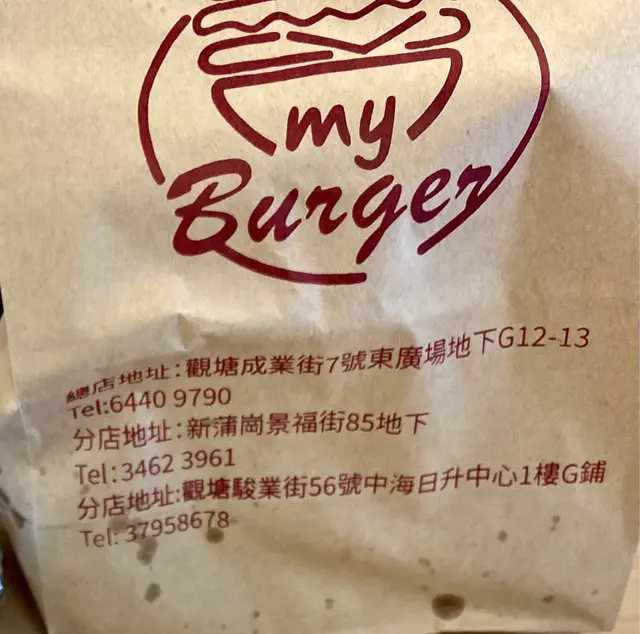 my
Burger
總店地址:觀塘成業街7號東廣場地下G12-13
Tel:6440 9790
分店地址:新蒲崗景福街85地下
Tel:3462 3961
分店地址:觀塘駿業街56號中海日升中心1樓G鋪
Tel: 37958678